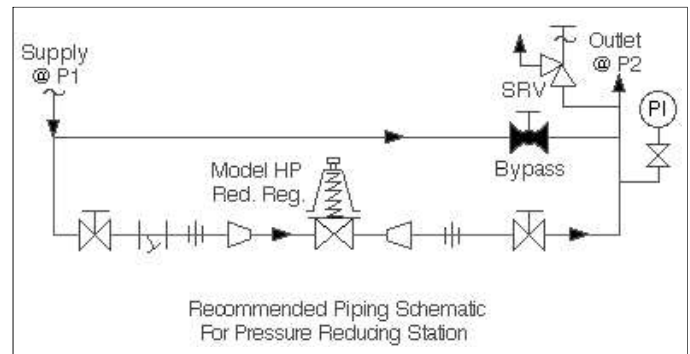 Supply
@ P1
Outlet
@ P2
SRV
PI
Bypass
Model HP
Red. Reg.
Recommended Piping Schematic
For Pressure Reducing Station